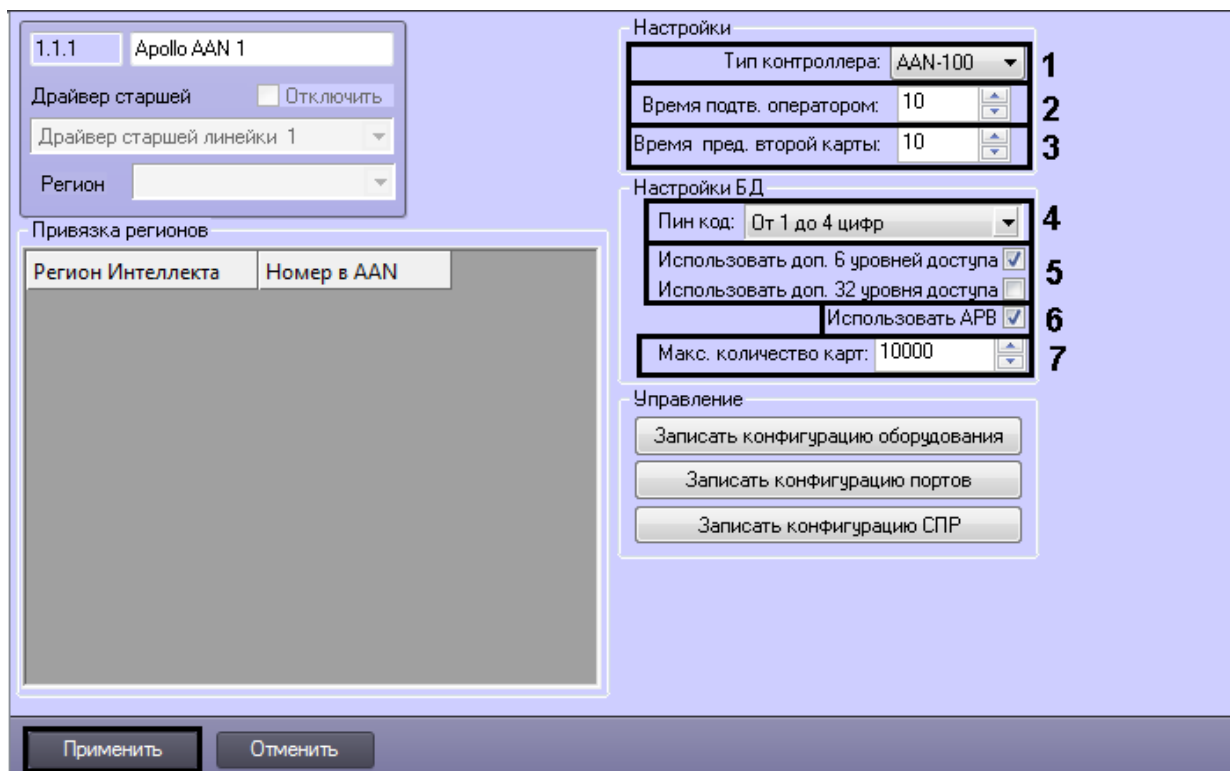 1.1.1 Apollo AAN 1
Драйвер старшей Отключить
Драйвер старшей линейки 1
Регион
Привязка регионов
Регион Интеллекта Номер в AAN
Настройки
Тип контроллера: AAN-100 1
Время подтв. оператором: 10 2
Время пред. второй карты: 10 3
Настройки БД
Пин код: От 1 до 4 цифр 4
Использовать доп. 6 уровней доступа
Использовать доп. 32 уровня доступа 5
Использовать APB 6
Макс. количество карт: 10000 7
Управление
Записать конфигурацию оборудования
Записать конфигурацию портов
Записать конфигурацию СПР
Применить Отменить